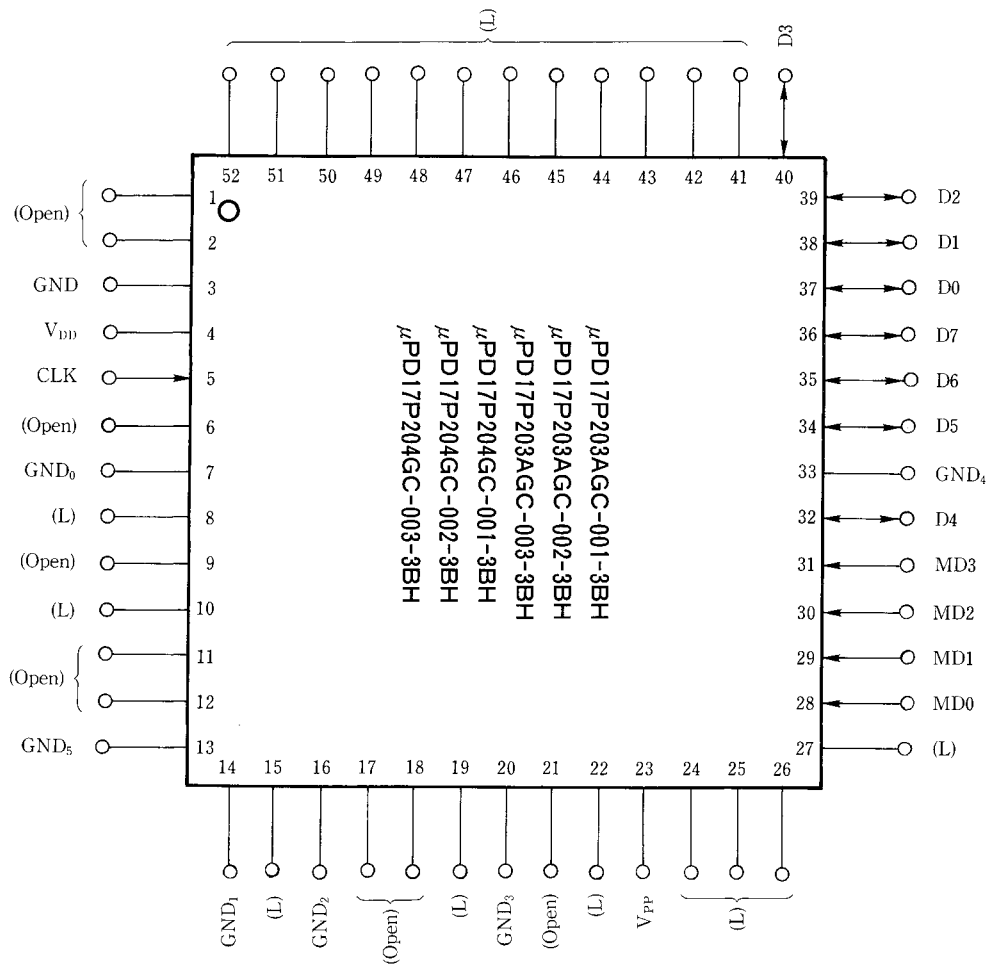 (L)
D3
52 51 50 49 48 47 46 45 44 43 42 41 40
(Open)
1
2
GND 3
V_DD 4
CLK 5
(Open) 6
GND₀ 7
(L) 8
(Open) 9
(L) 10
(Open)
11
12
GND₅ 13
μPD17P203AGC-001-3BH
μPD17P203AGC-002-3BH
μPD17P203AGC-003-3BH
μPD17P204GC-001-3BH
μPD17P204GC-002-3BH
μPD17P204GC-003-3BH
39 D2
38 D1
37 D0
36 D7
35 D6
34 D5
33 GND₄
32 D4
31 MD3
30 MD2
29 MD1
28 MD0
27 (L)
14 15 16 17 18 19 20 21 22 23 24 25 26
GND₁
(L)
GND₂
(Open)
(L)
GND₃
(Open)
(L)
V_PP
(L)